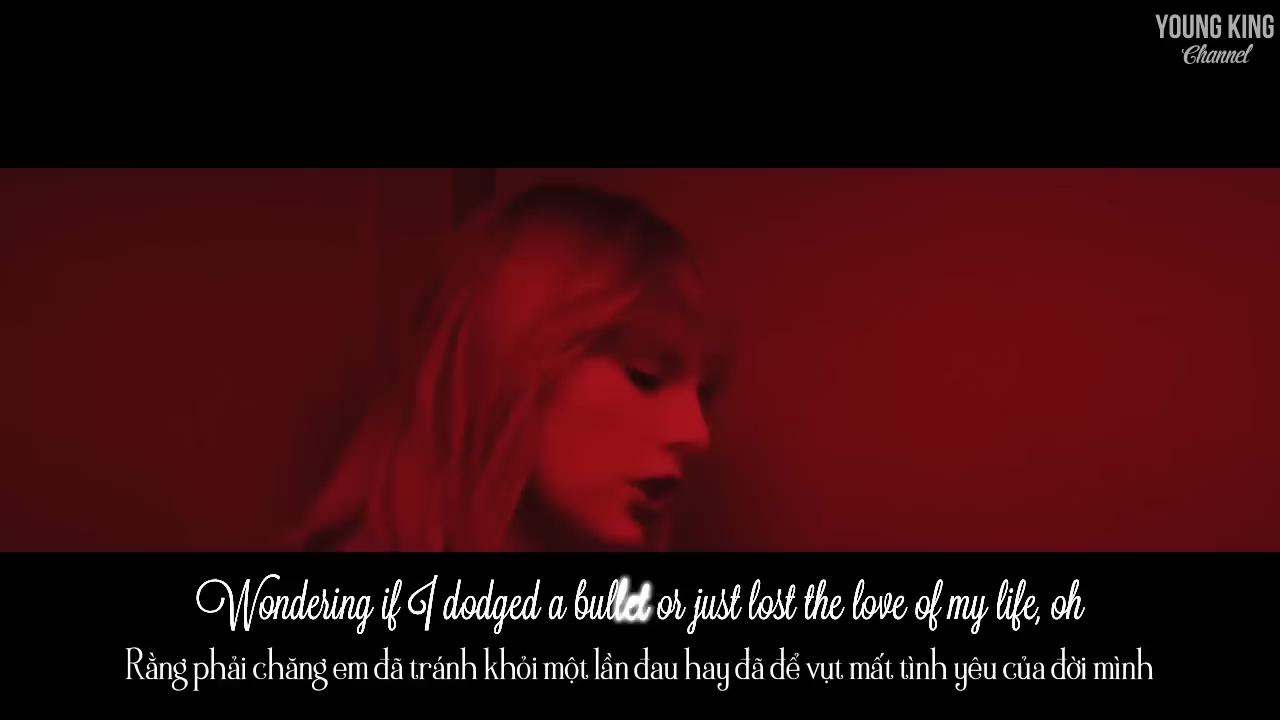 YOUNG KING
Channel
Wondering if I dodged a bullet or just lost the love of my life, oh
Rằng phải chăng em đã tránh khỏi một lần đau hay đã để vụt mất tình yêu của đời mình